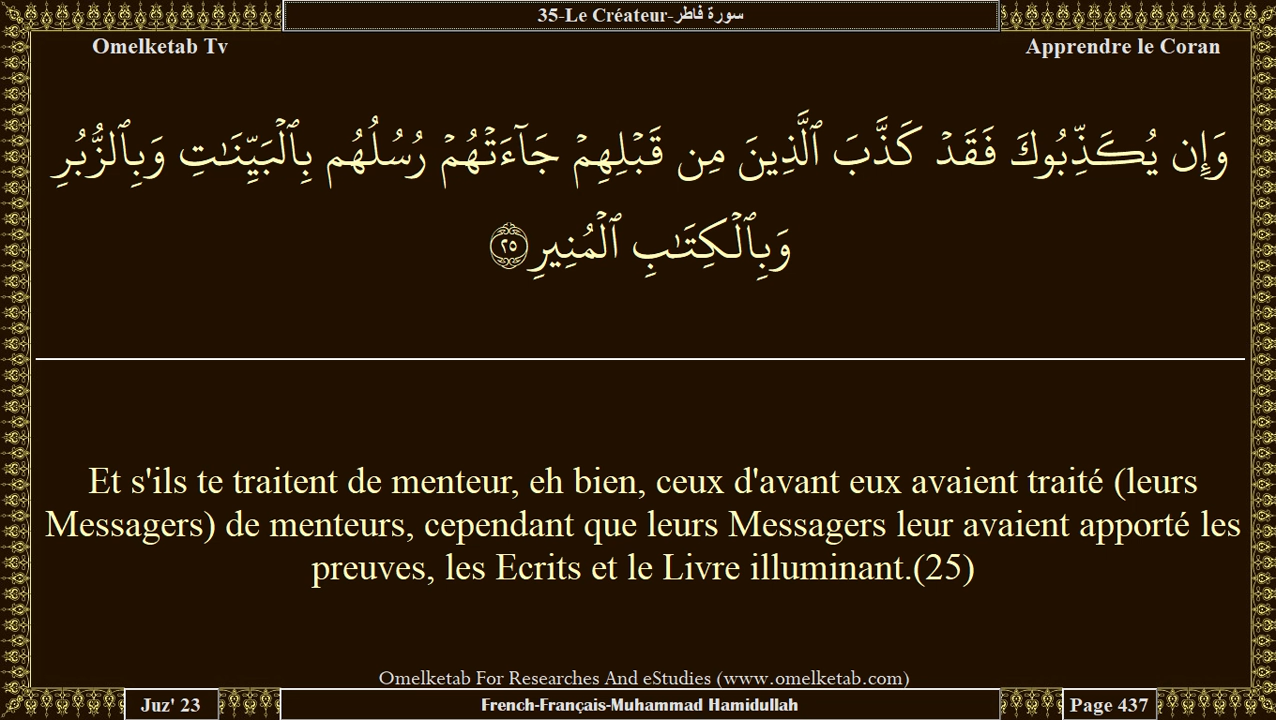 35-Le Créateur-سورة فاطر
Omelketab Tv
Apprendre le Coran
وَإِن يُكَذِّبُوكَ فَقَدۡ كَذَّبَ ٱلَّذِينَ مِن قَبۡلِهِمۡ جَآءَتۡهُمۡ رُسُلُهُم بِٱلۡبَيِّنَٰتِ وَبِٱلزُّبُرِ
وَبِٱلۡكِتَٰبِ ٱلۡمُنِيرِ ٢٥
Et s'ils te traitent de menteur, eh bien, ceux d'avant eux avaient traité (leurs
Messagers) de menteurs, cependant que leurs Messagers leur avaient apporté les
preuves, les Ecrits et le Livre illuminant.(25)
Omelketab For Researches And eStudies (www.omelketab.com)
Juz' 23
French-Français-Muhammad Hamidullah
Page 437